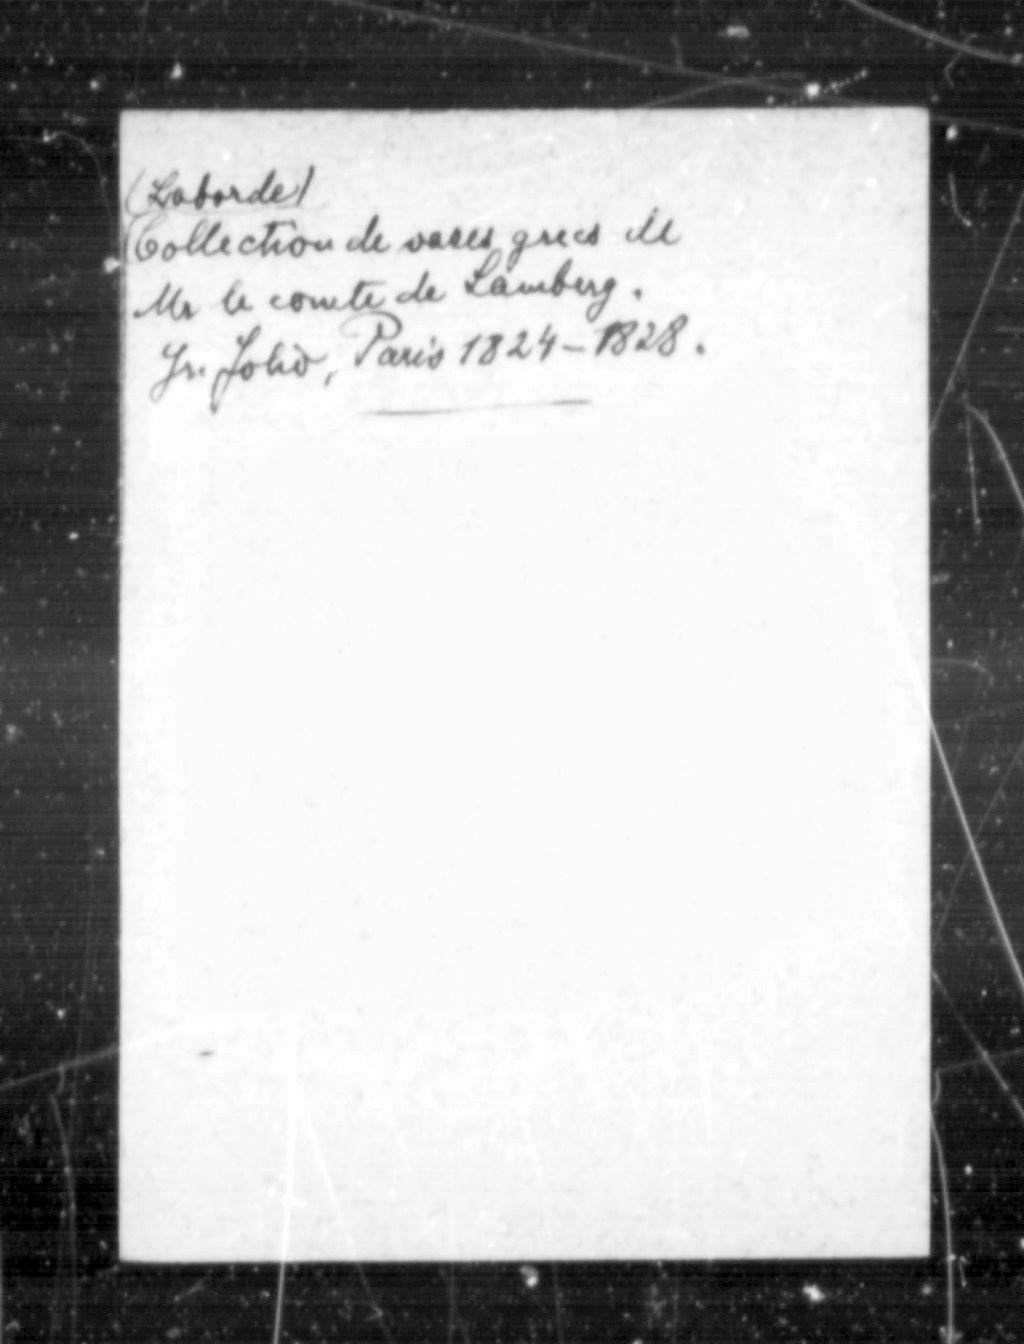 (Laborde)
Collection de vases grecs de
Mr le comte de Lamberg.
Gr. folio, Paris 1824-1828.